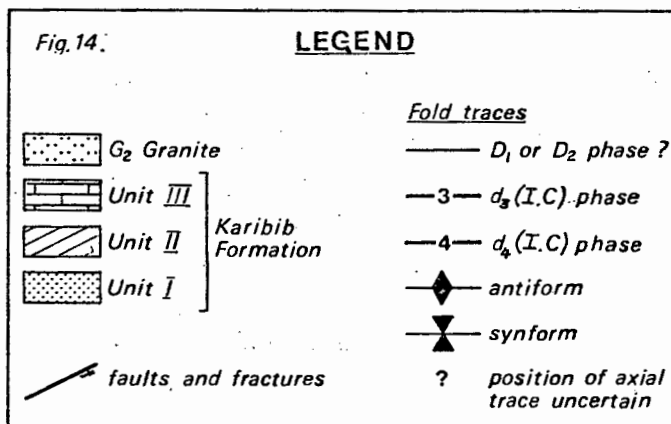 Fig. 14.
LEGEND
G₂ Granite
Unit III
Unit II
Unit I
Karibib
Formation
faults and fractures
Fold traces
D₁ or D₂ phase ?
3 d₃(I.C) phase
4 d₄(I.C) phase
antiform
synform
? position of axial
trace uncertain